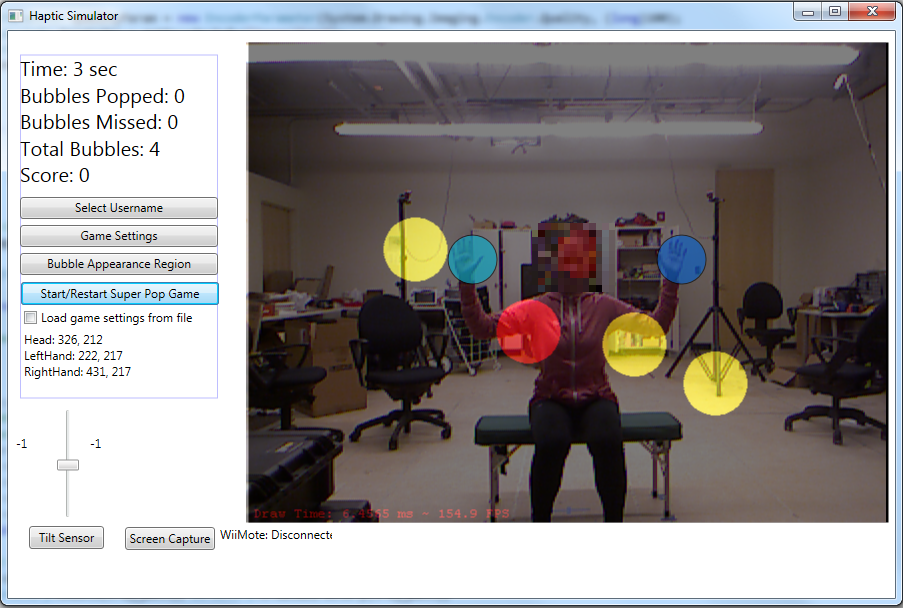 Haptic Simulator
Time: 3 sec
Bubbles Popped: 0
Bubbles Missed: 0
Total Bubbles: 4
Score: 0
Select Username
Game Settings
Bubble Appearance Region
Start/Restart Super Pop Game
Load game settings from file
Head: 326, 212
LeftHand: 222, 217
RightHand: 431, 217
-1 -1
Tilt Sensor
Screen Capture
WiiMote: Disconnecte
Draw Time: 6.4565 ms ~ 154.9 FPS